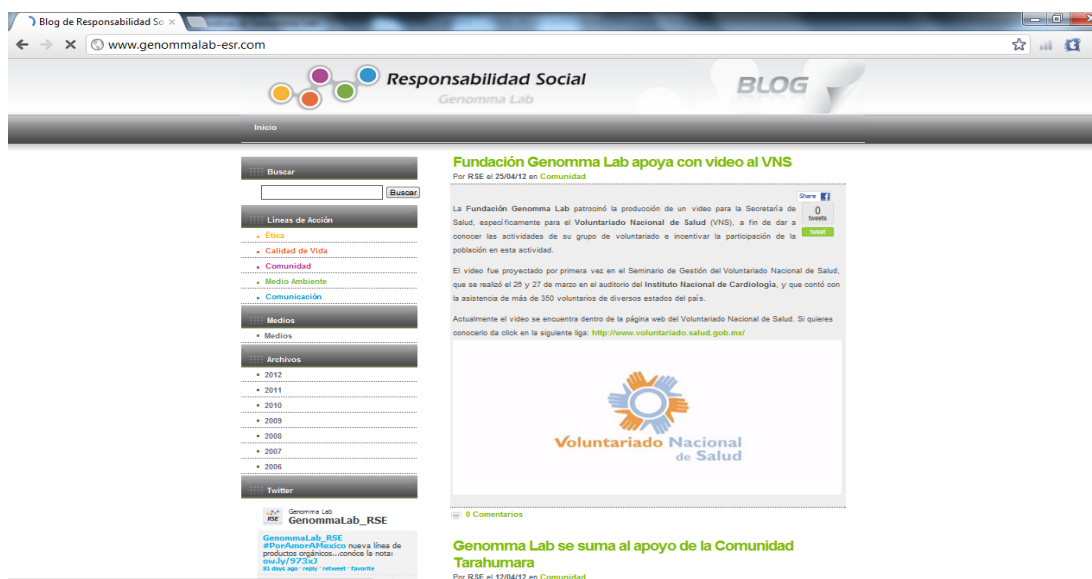 Blog de Responsabilidad So
www.genommalab-esr.com
Responsabilidad Social
Genomma Lab
BLOG
Inicio
Buscar
Buscar
Líneas de Acción
Ética
Calidad de Vida
Comunidad
Medio Ambiente
Comunicación
Medios
Medios
Archivos
2012
2011
2010
2009
2008
2007
2006
Twitter
RSE
Genomma Lab
GenommaLab_RSE
GenommaLab_RSE
#PorAmorAMexico nueva línea de
productos orgánicos...conóce la nota:
ow.ly/973xJ
81 days ago · reply · retweet · favorite
Fundación Genomma Lab apoya con video al VNS
Por RSE el 25/04/12 en Comunidad
Share
0
tweets
tweet
La Fundación Genomma Lab patrocinó la producción de un video para la Secretaría de
Salud, específicamente para el Voluntariado Nacional de Salud (VNS), a fin de dar a
conocer las actividades de su grupo de voluntariado e incentivar la participación de la
población en esta actividad.
El video fue proyectado por primera vez en el Seminario de Gestión del Voluntariado Nacional de Salud,
que se realizó el 26 y 27 de marzo en el auditorio del Instituto Nacional de Cardiología, y que contó con
la asistencia de más de 350 voluntarios de diversos estados del país.
Actualmente el video se encuentra dentro de la página web del Voluntariado Nacional de Salud. Si quieres
conocerlo da click en la siguiente liga: http://www.voluntariado.salud.gob.mx/
Voluntariado Nacional
de Salud
0 Comentarios
Genomma Lab se suma al apoyo de la Comunidad
Tarahumara
Por RSE el 12/04/12 en Comunidad